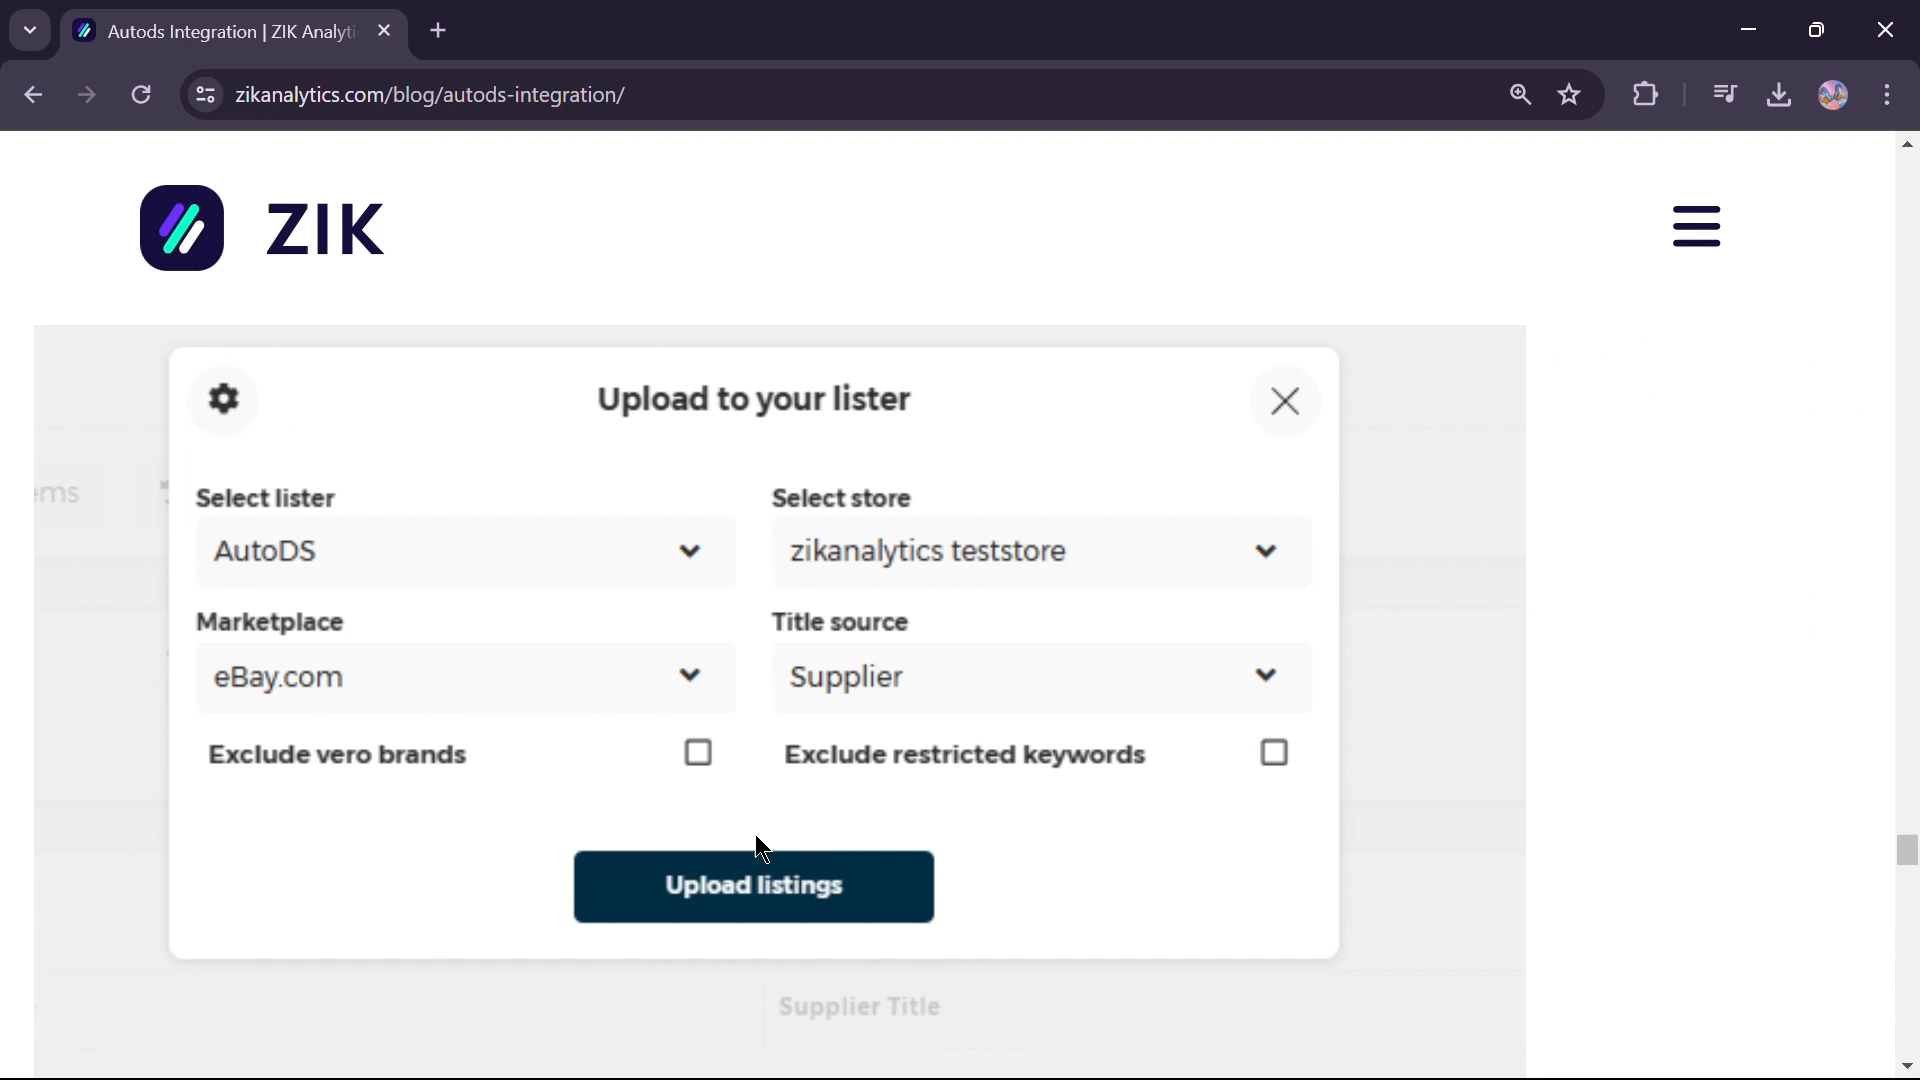 Autods Integration | ZIK Analyti
zikanalytics.com/blog/autods-integration/
ZIK
Upload to your lister
ems
Select lister
Select store
AutoDS
zikanalytics teststore
Marketplace
Title source
eBay.com
Supplier
Exclude vero brands
Exclude restricted keywords
Upload listings
Supplier Title